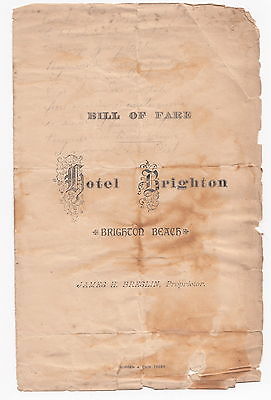 BILL OF FARE
Hotel Brighton
BRIGHTON BEACH
JAMES H. BRESLIN, Proprietor.